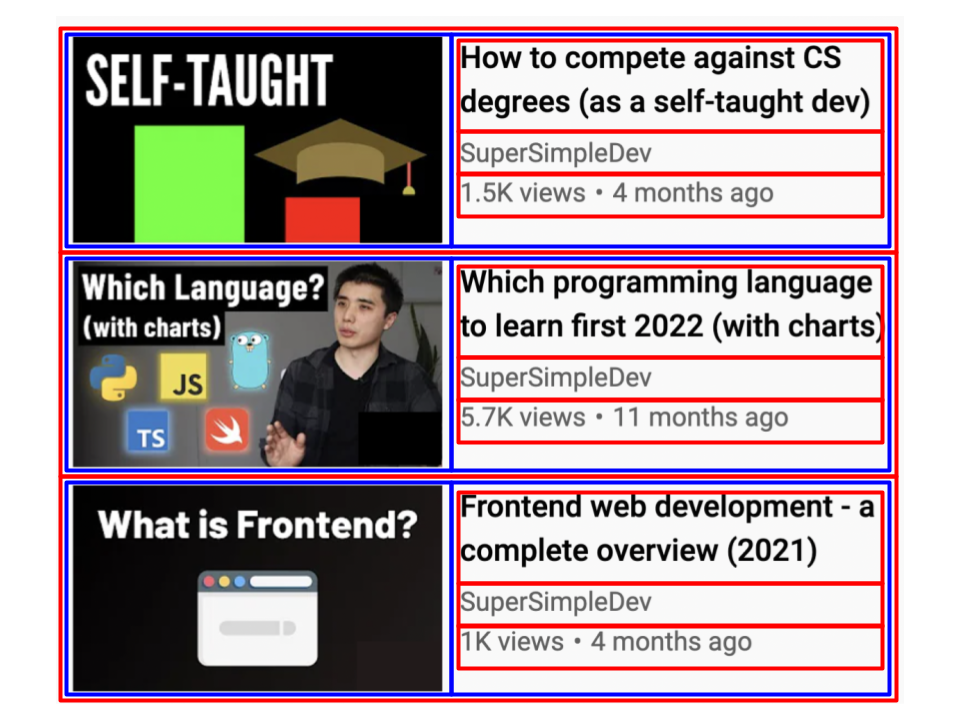 SELF-TAUGHT
How to compete against CS
degrees (as a self-taught dev)
SuperSimpleDev
1.5K views • 4 months ago
Which Language?
(with charts)
JS
TS
Which programming language
to learn first 2022 (with charts)
SuperSimpleDev
5.7K views • 11 months ago
What is Frontend?
Frontend web development - a
complete overview (2021)
SuperSimpleDev
1K views • 4 months ago